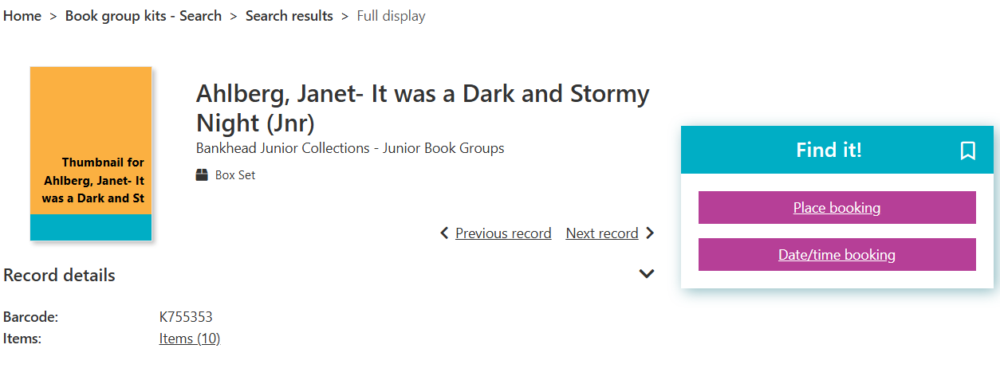 Home > Book group kits - Search > Search results > Full display
Thumbnail for
Ahlberg, Janet- It
was a Dark and St
Ahlberg, Janet- It was a Dark and Stormy
Night (Jnr)
Bankhead Junior Collections - Junior Book Groups
Box Set
Previous record Next record
Find it!
Place booking
Date/time booking
Record details
Barcode: K755353
Items: Items (10)